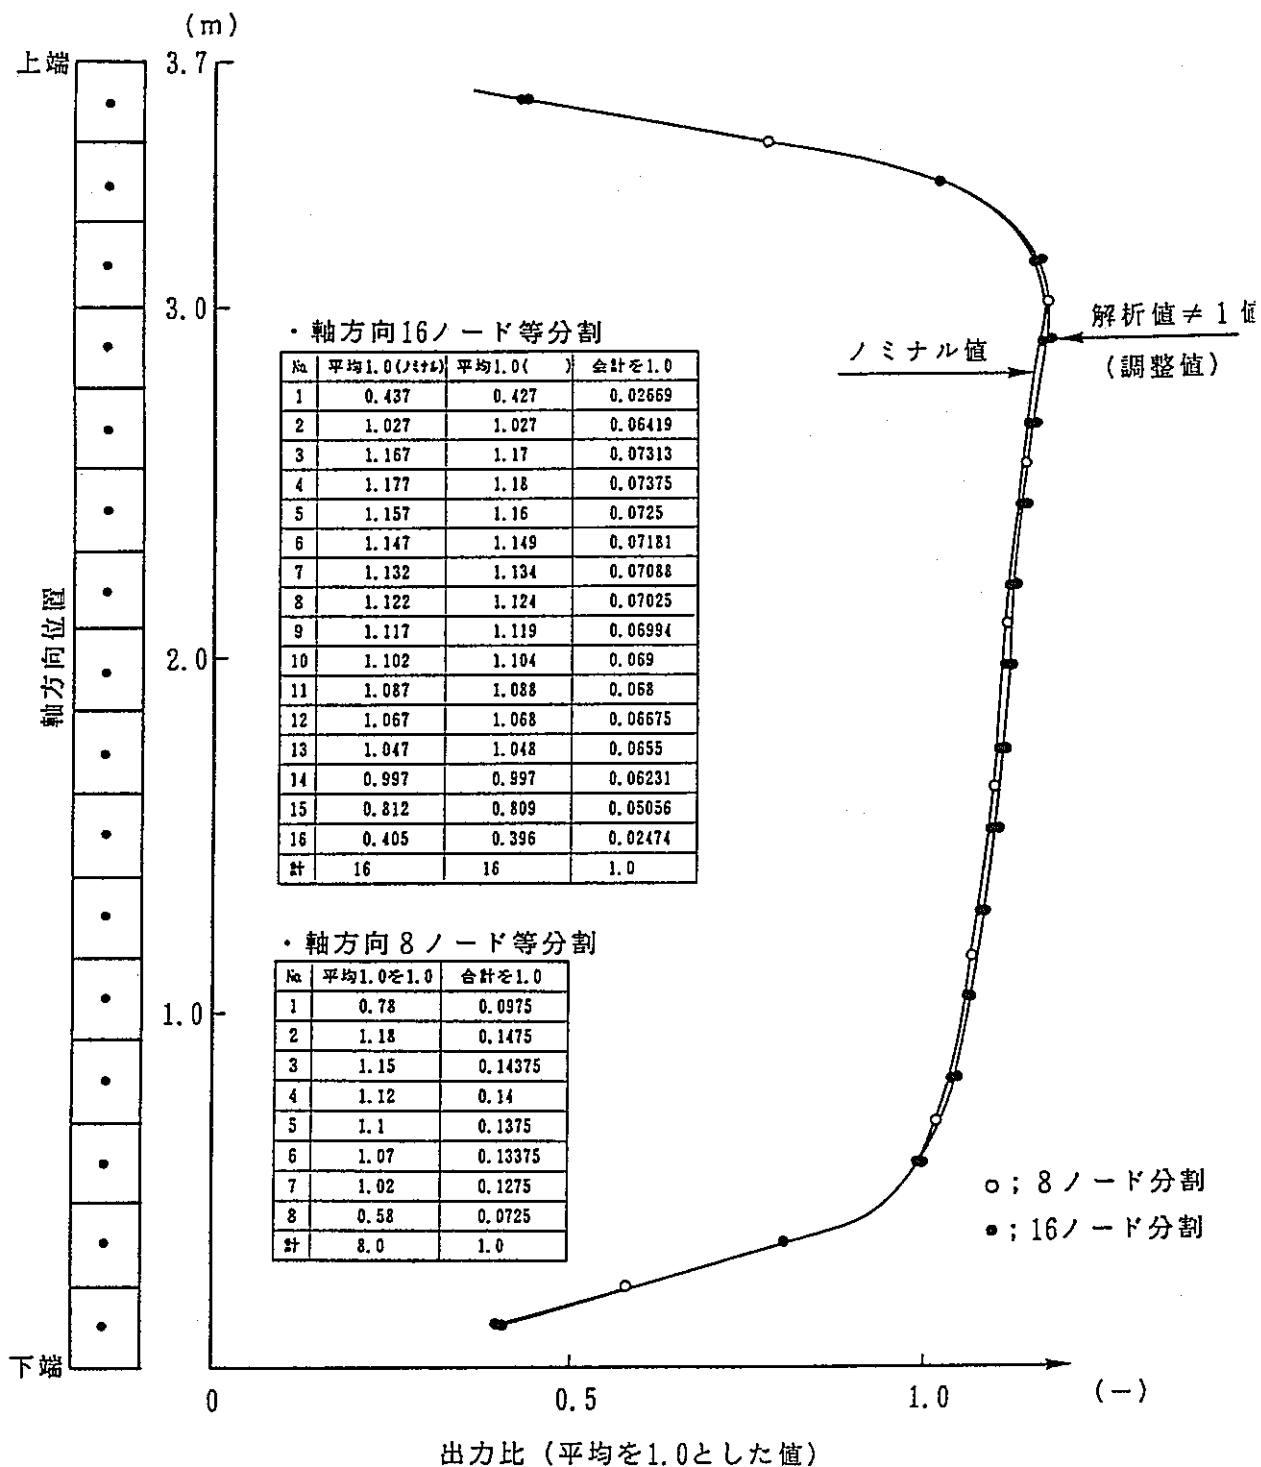 (m)
上端
3.7
3.0
2.0
1.0
軸方向位置
下端
・軸方向16ノード等分割
№ 平均1.0(ノミナル) 平均1.0( ) 会計を1.0
1 0.437 0.427 0.02669
2 1.027 1.027 0.06419
3 1.167 1.17 0.07313
4 1.177 1.18 0.07375
5 1.157 1.16 0.0725
6 1.147 1.149 0.07181
7 1.132 1.134 0.07088
8 1.122 1.124 0.07025
9 1.117 1.119 0.06994
10 1.102 1.104 0.069
11 1.087 1.088 0.068
12 1.067 1.068 0.06675
13 1.047 1.048 0.0655
14 0.997 0.997 0.06231
15 0.812 0.809 0.05056
16 0.405 0.396 0.02474
計 16 16 1.0
・軸方向8ノード等分割
№ 平均1.0を1.0 合計を1.0
1 0.78 0.0975
2 1.18 0.1475
3 1.15 0.14375
4 1.12 0.14
5 1.1 0.1375
6 1.07 0.13375
7 1.02 0.1275
8 0.58 0.0725
計 8.0 1.0
ノミナル値
解析値≠1値
(調整値)
○；8ノード分割
●；16ノード分割
0
0.5
1.0
(－)
出力比(平均を1.0とした値)